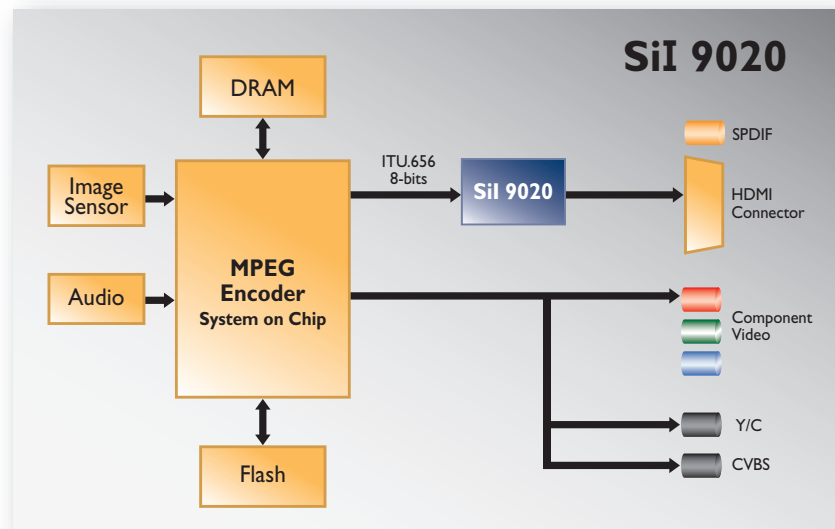 SiI 9020
DRAM
SPDIF
ITU.656
8-bits
Image
Sensor
SiI 9020
HDMI
Connector
MPEG
Encoder
System on Chip
Audio
Component
Video
Y/C
Flash
CVBS